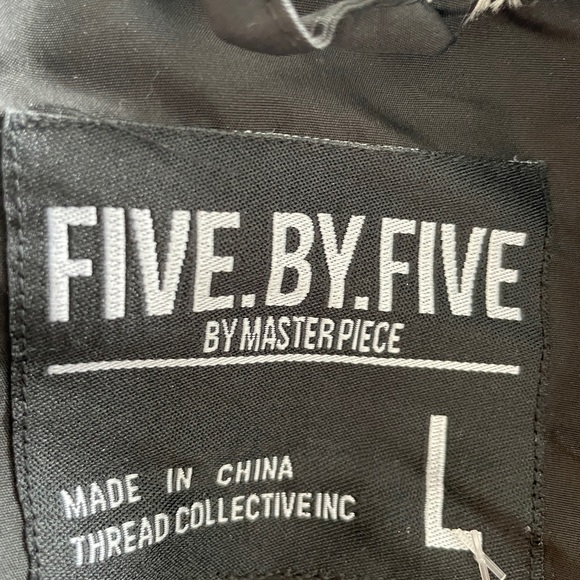 FIVE.BY.FIVE
BY MASTERPIECE
L
MADE IN CHINA
THREAD COLLECTIVE INC